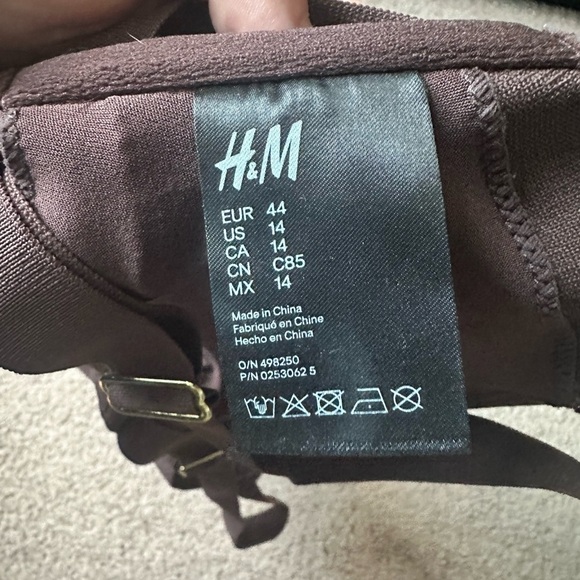 H&M
EUR 44
US 14
CA 14
CN C85
MX 14
Made in China
Fabriqué en Chine
Hecho en China
O/N 498250
P/N 0253062 5